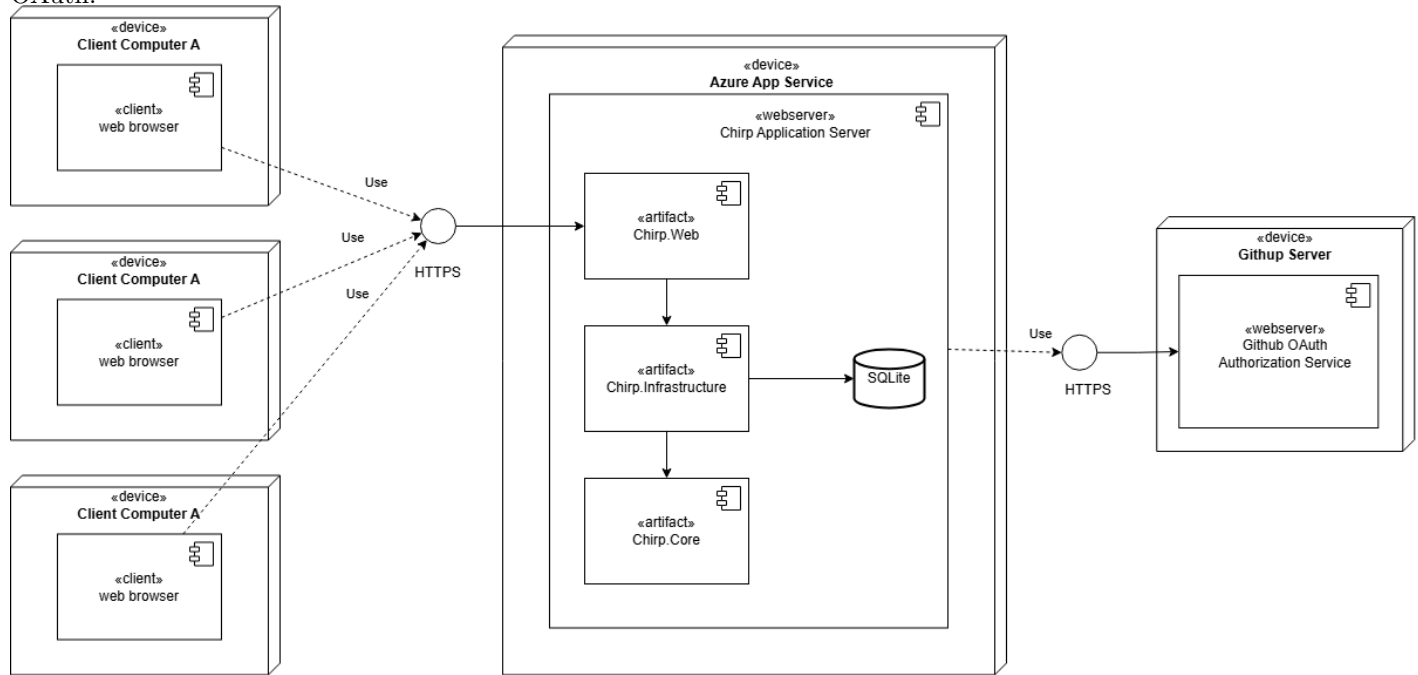 OAuth.
«device»
Client Computer A
«client»
web browser
«device»
Client Computer A
«client»
web browser
«device»
Client Computer A
«client»
web browser
Use
Use
Use
HTTPS
«device»
Azure App Service
«webserver»
Chirp Application Server
«artifact»
Chirp.Web
«artifact»
Chirp.Infrastructure
SQLite
«artifact»
Chirp.Core
Use
HTTPS
«device»
Githup Server
«webserver»
Github OAuth
Authorization Service